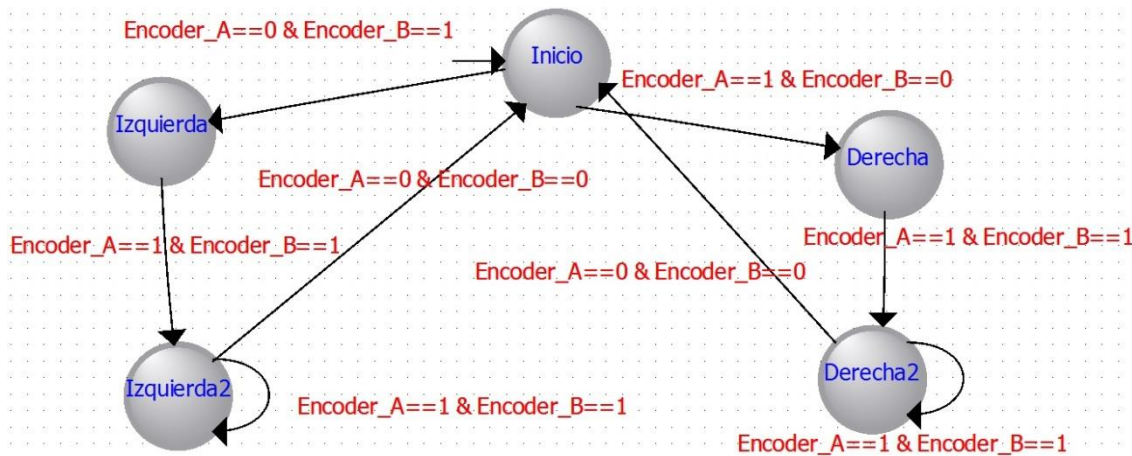 Encoder_A==0 & Encoder_B==1
Inicio
Encoder_A==1 & Encoder_B==0
Izquierda
Derecha
Encoder_A==0 & Encoder_B==0
Encoder_A==1 & Encoder_B==1
Encoder_A==1 & Encoder_B==1
Encoder_A==0 & Encoder_B==0
Izquierda2
Derecha2
Encoder_A==1 & Encoder_B==1
Encoder_A==1 & Encoder_B==1